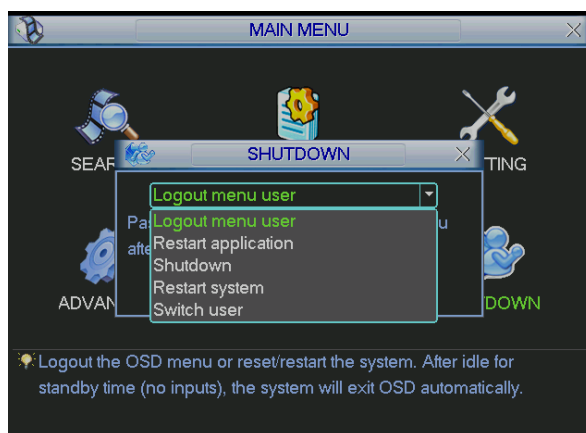 MAIN MENU
SEAR
TING
SHUTDOWN
Logout menu user
Pa
u
afte
Logout menu user
Restart application
Shutdown
Restart system
Switch user
ADVAN
DOWN
Logout the OSD menu or reset/restart the system. After idle for
standby time (no inputs), the system will exit OSD automatically.